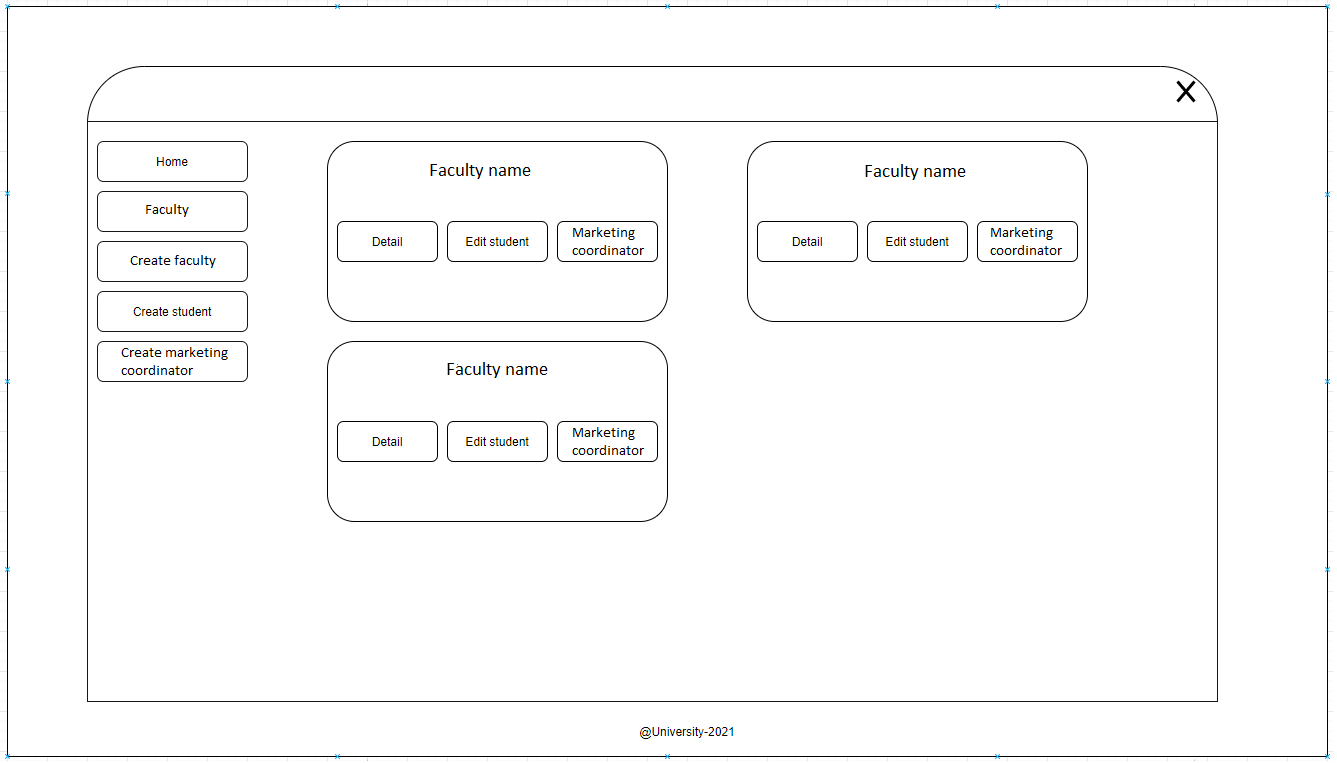 X
Home
Faculty
Create faculty
Create student
Create marketing
coordinator
Faculty name
Detail
Edit student
Marketing
coordinator
Faculty name
Detail
Edit student
Marketing
coordinator
Faculty name
Detail
Edit student
Marketing
coordinator
@University-2021